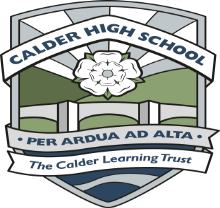 CALDER HIGH SCHOOL
• PER ARDUA AD ALTA •
The Calder Learning Trust